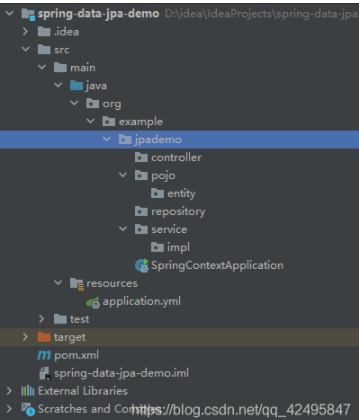 spring-data-jpa-demo D:\idea\IdeaProjects\spring-data-jpa
.idea
src
main
java
org
example
jpademo
controller
pojo
entity
repository
service
impl
SpringContextApplication
resources
application.yml
test
target
pom.xml
spring-data-jpa-demo.iml
External Libraries
Scratches and Con
https://blog.csdn.net/qq_42495847